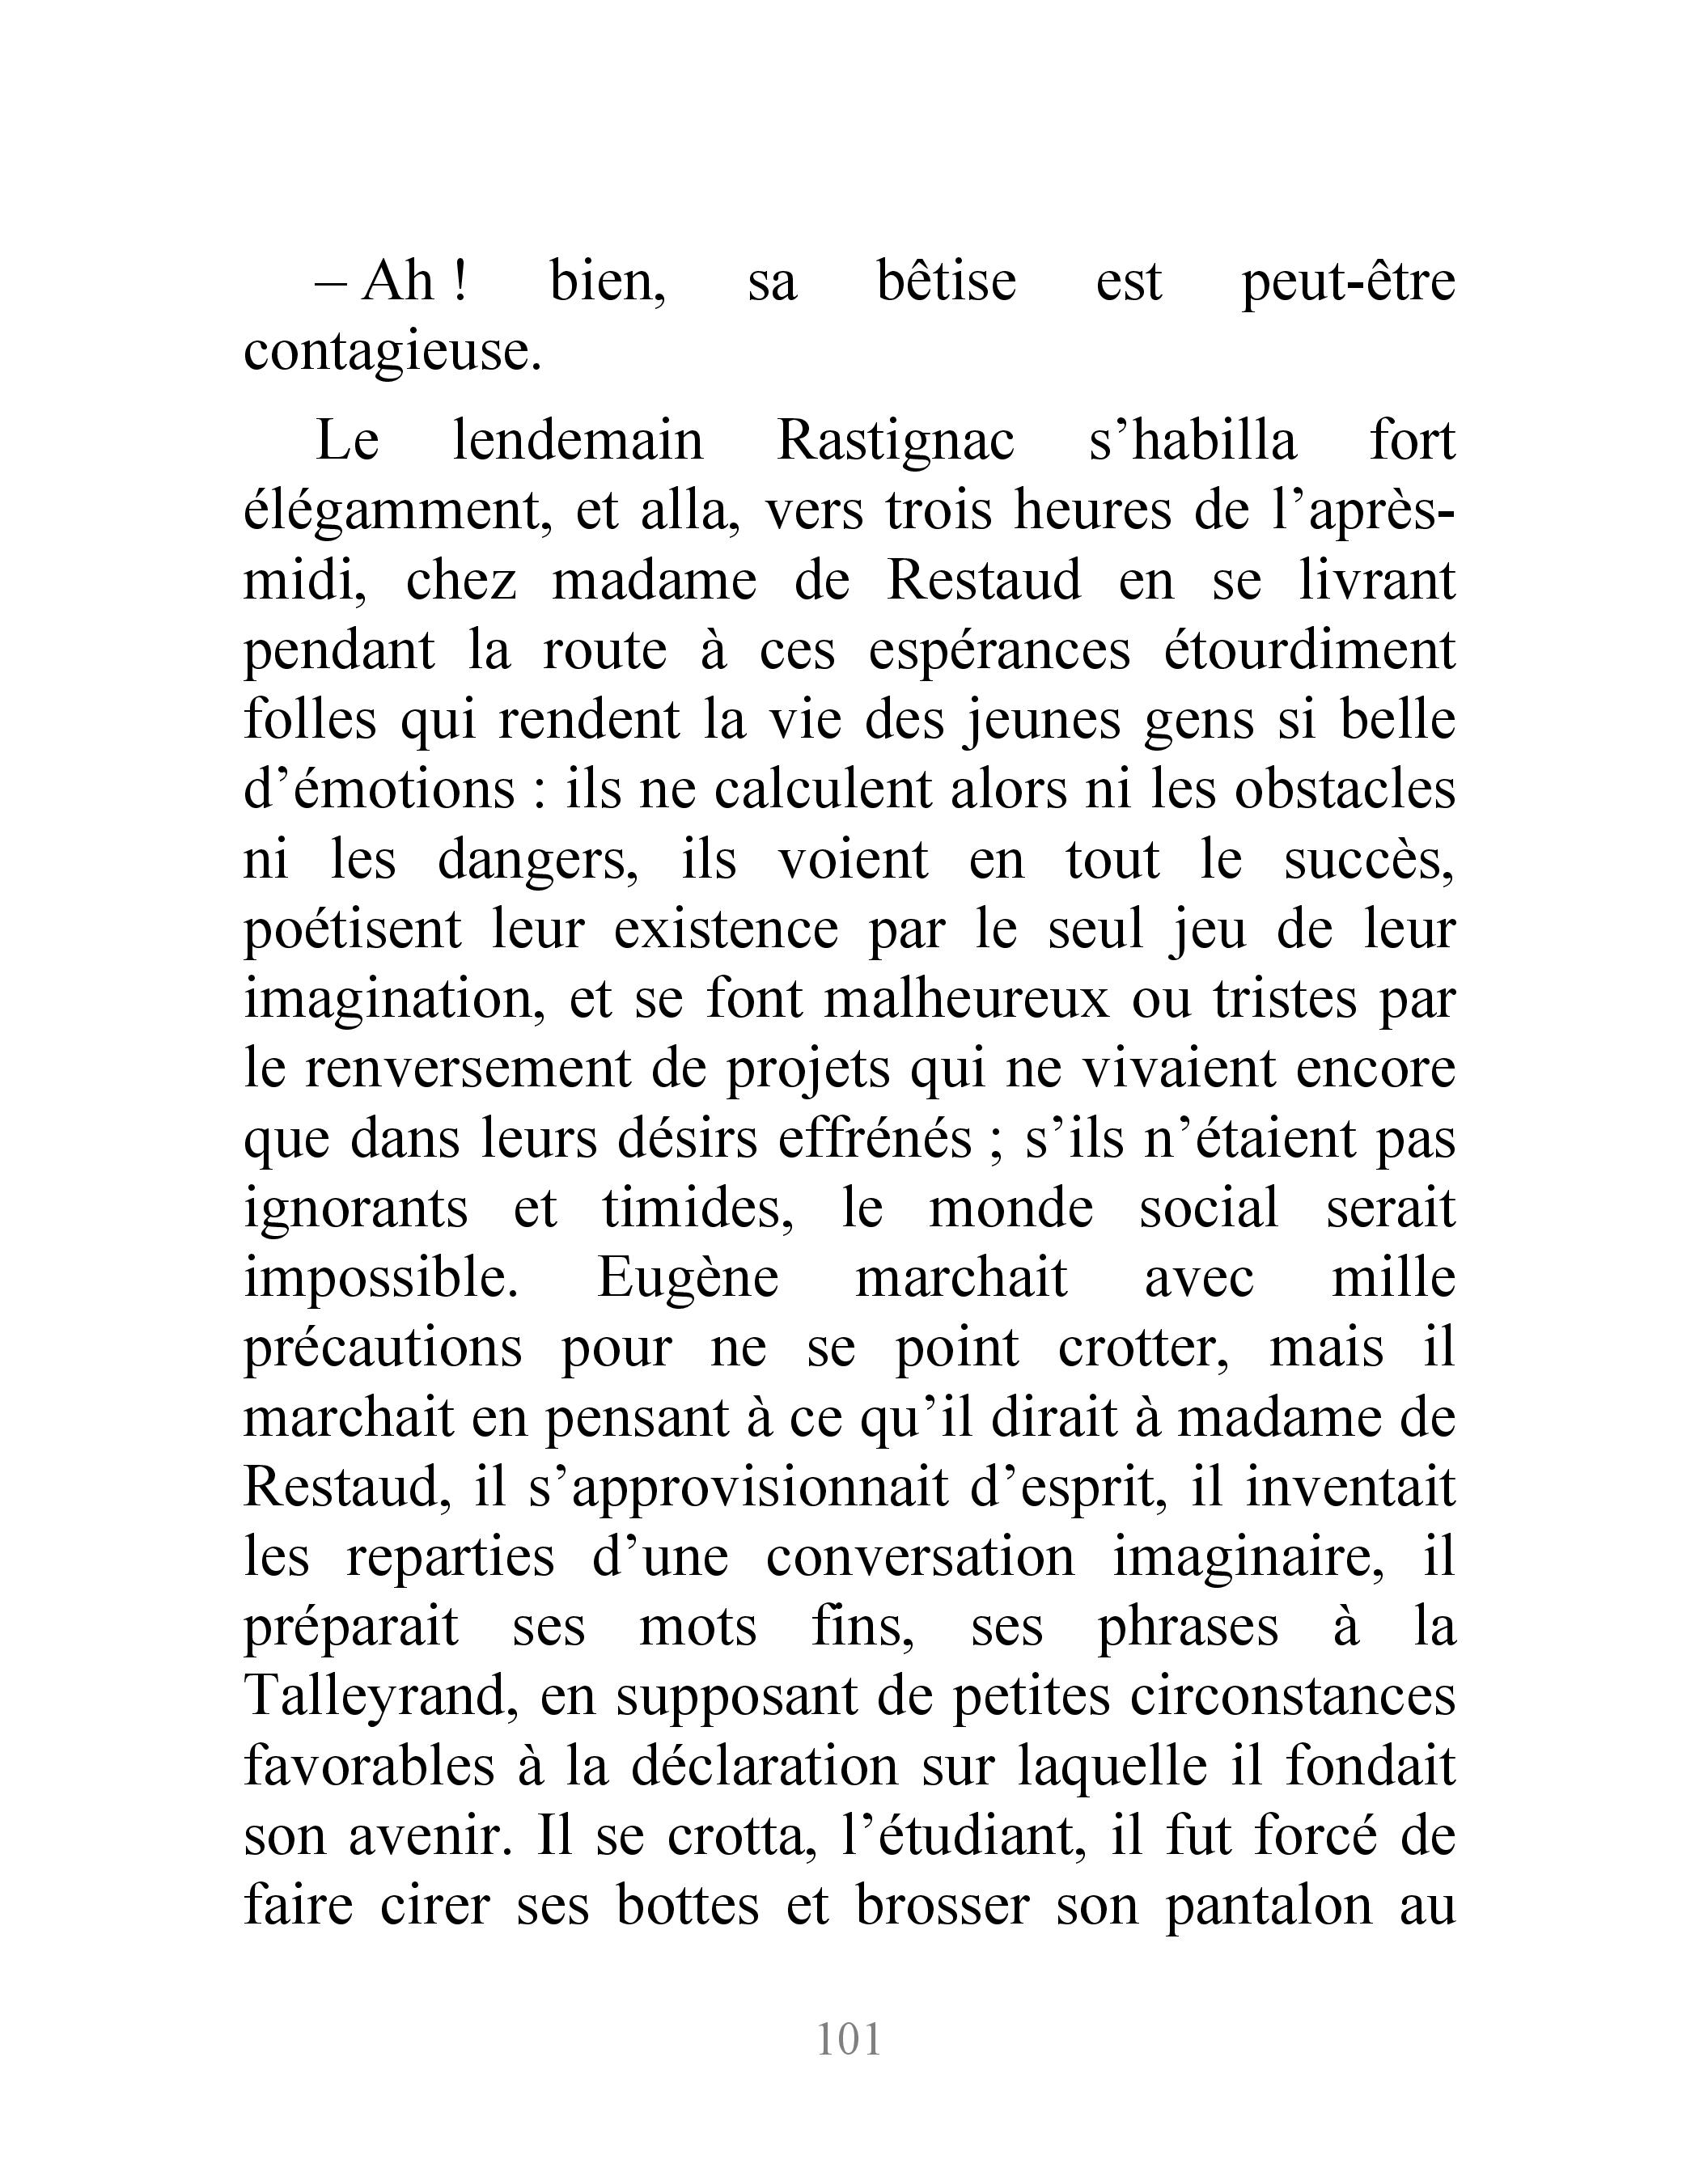 – Ah ! bien, sa bêtise est peut-être
contagieuse.
Le lendemain Rastignac s’habilla fort
élégamment, et alla, vers trois heures de l’après-
midi, chez madame de Restaud en se livrant
pendant la route à ces espérances étourdiment
folles qui rendent la vie des jeunes gens si belle
d’émotions : ils ne calculent alors ni les obstacles
ni les dangers, ils voient en tout le succès,
poétisent leur existence par le seul jeu de leur
imagination, et se font malheureux ou tristes par
le renversement de projets qui ne vivaient encore
que dans leurs désirs effrénés ; s’ils n’étaient pas
ignorants et timides, le monde social serait
impossible. Eugène marchait avec mille
précautions pour ne se point crotter, mais il
marchait en pensant à ce qu’il dirait à madame de
Restaud, il s’approvisionnait d’esprit, il inventait
les reparties d’une conversation imaginaire, il
préparait ses mots fins, ses phrases à la
Talleyrand, en supposant de petites circonstances
favorables à la déclaration sur laquelle il fondait
son avenir. Il se crotta, l’étudiant, il fut forcé de
faire cirer ses bottes et brosser son pantalon au
101